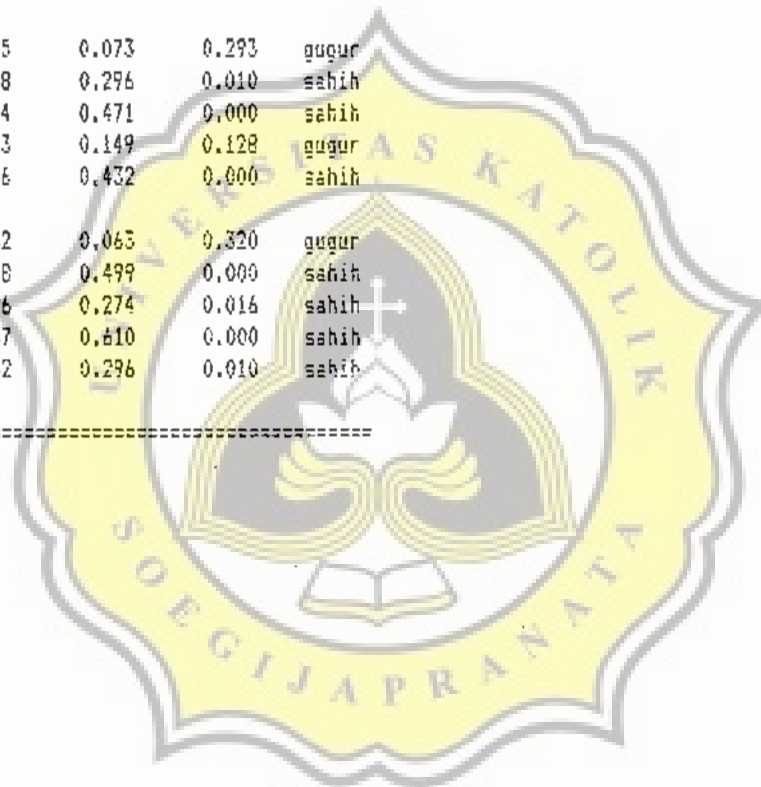 5 0.073 0.293 gugur
8 0.296 0.010 sahih
4 0.471 0.000 sahih
3 0.149 0.128 gugur
6 0.432 0.000 sahih
2 0.063 0.320 gugur
8 0.499 0.000 sahih
6 0.274 0.016 sahih
7 0.610 0.000 sahih
2 0.296 0.010 sahih
===================================
UNIVERSITAS KATOLIK
SOEGIJAPRANATA